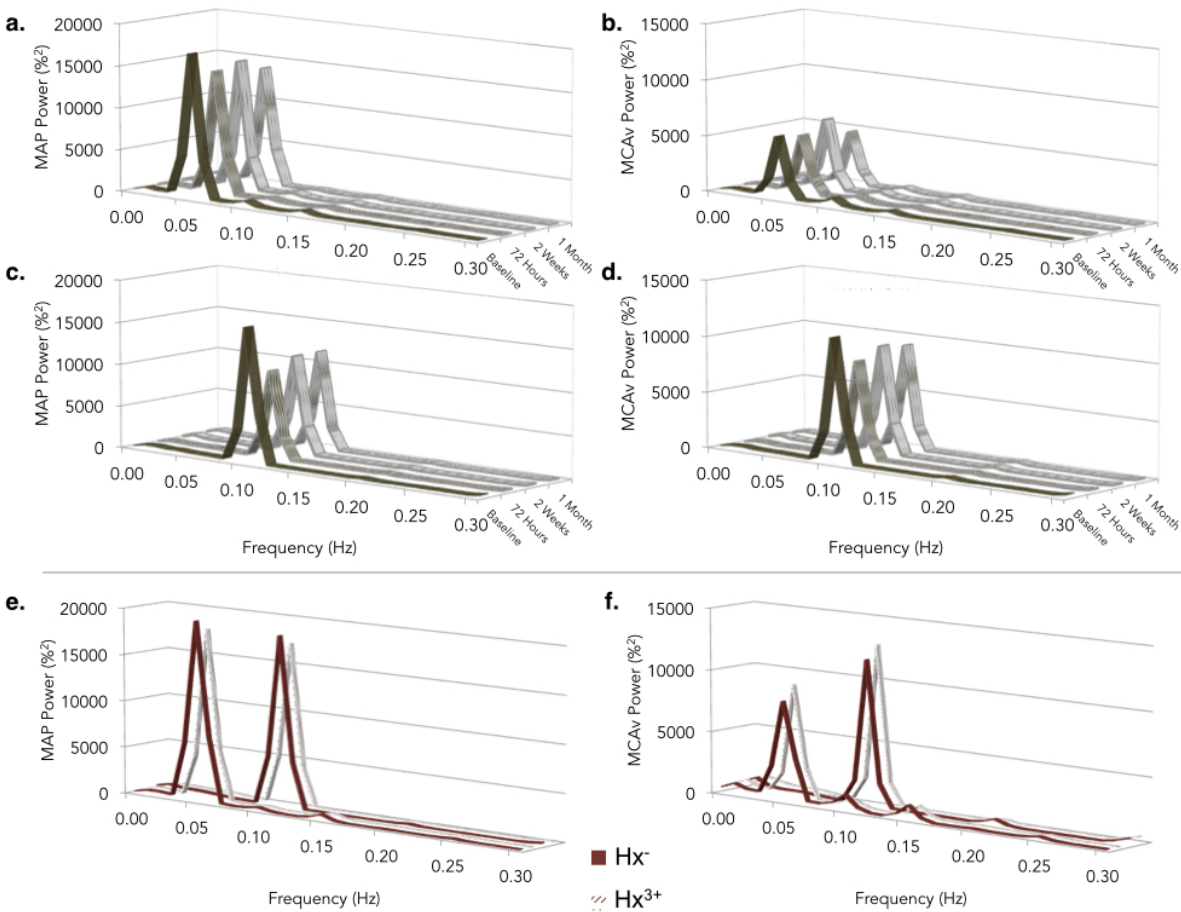 a.
MAP Power (%²)
20000
15000
10000
5000
0
0.00
0.05
0.10
0.15
0.20
0.25
0.30
Baseline
72 Hours
2 Weeks
1 Month
b.
MCAv Power (%²)
15000
10000
5000
0
0.00
0.05
0.10
0.15
0.20
0.25
0.30
Baseline
72 Hours
2 Weeks
1 Month
c.
MAP Power (%²)
20000
15000
10000
5000
0
0.00
0.05
0.10
0.15
0.20
0.25
0.30
Baseline
72 Hours
2 Weeks
1 Month
Frequency (Hz)
d.
MCAv Power (%²)
15000
10000
5000
0
0.00
0.05
0.10
0.15
0.20
0.25
0.30
Baseline
72 Hours
2 Weeks
1 Month
Frequency (Hz)
e.
MAP Power (%²)
20000
15000
10000
5000
0
0.00
0.05
0.10
0.15
0.20
0.25
0.30
Frequency (Hz)
f.
MCAv Power (%²)
15000
10000
5000
0
0.00
0.05
0.10
0.15
0.20
0.25
0.30
Frequency (Hz)
Hx⁻
Hx³⁺